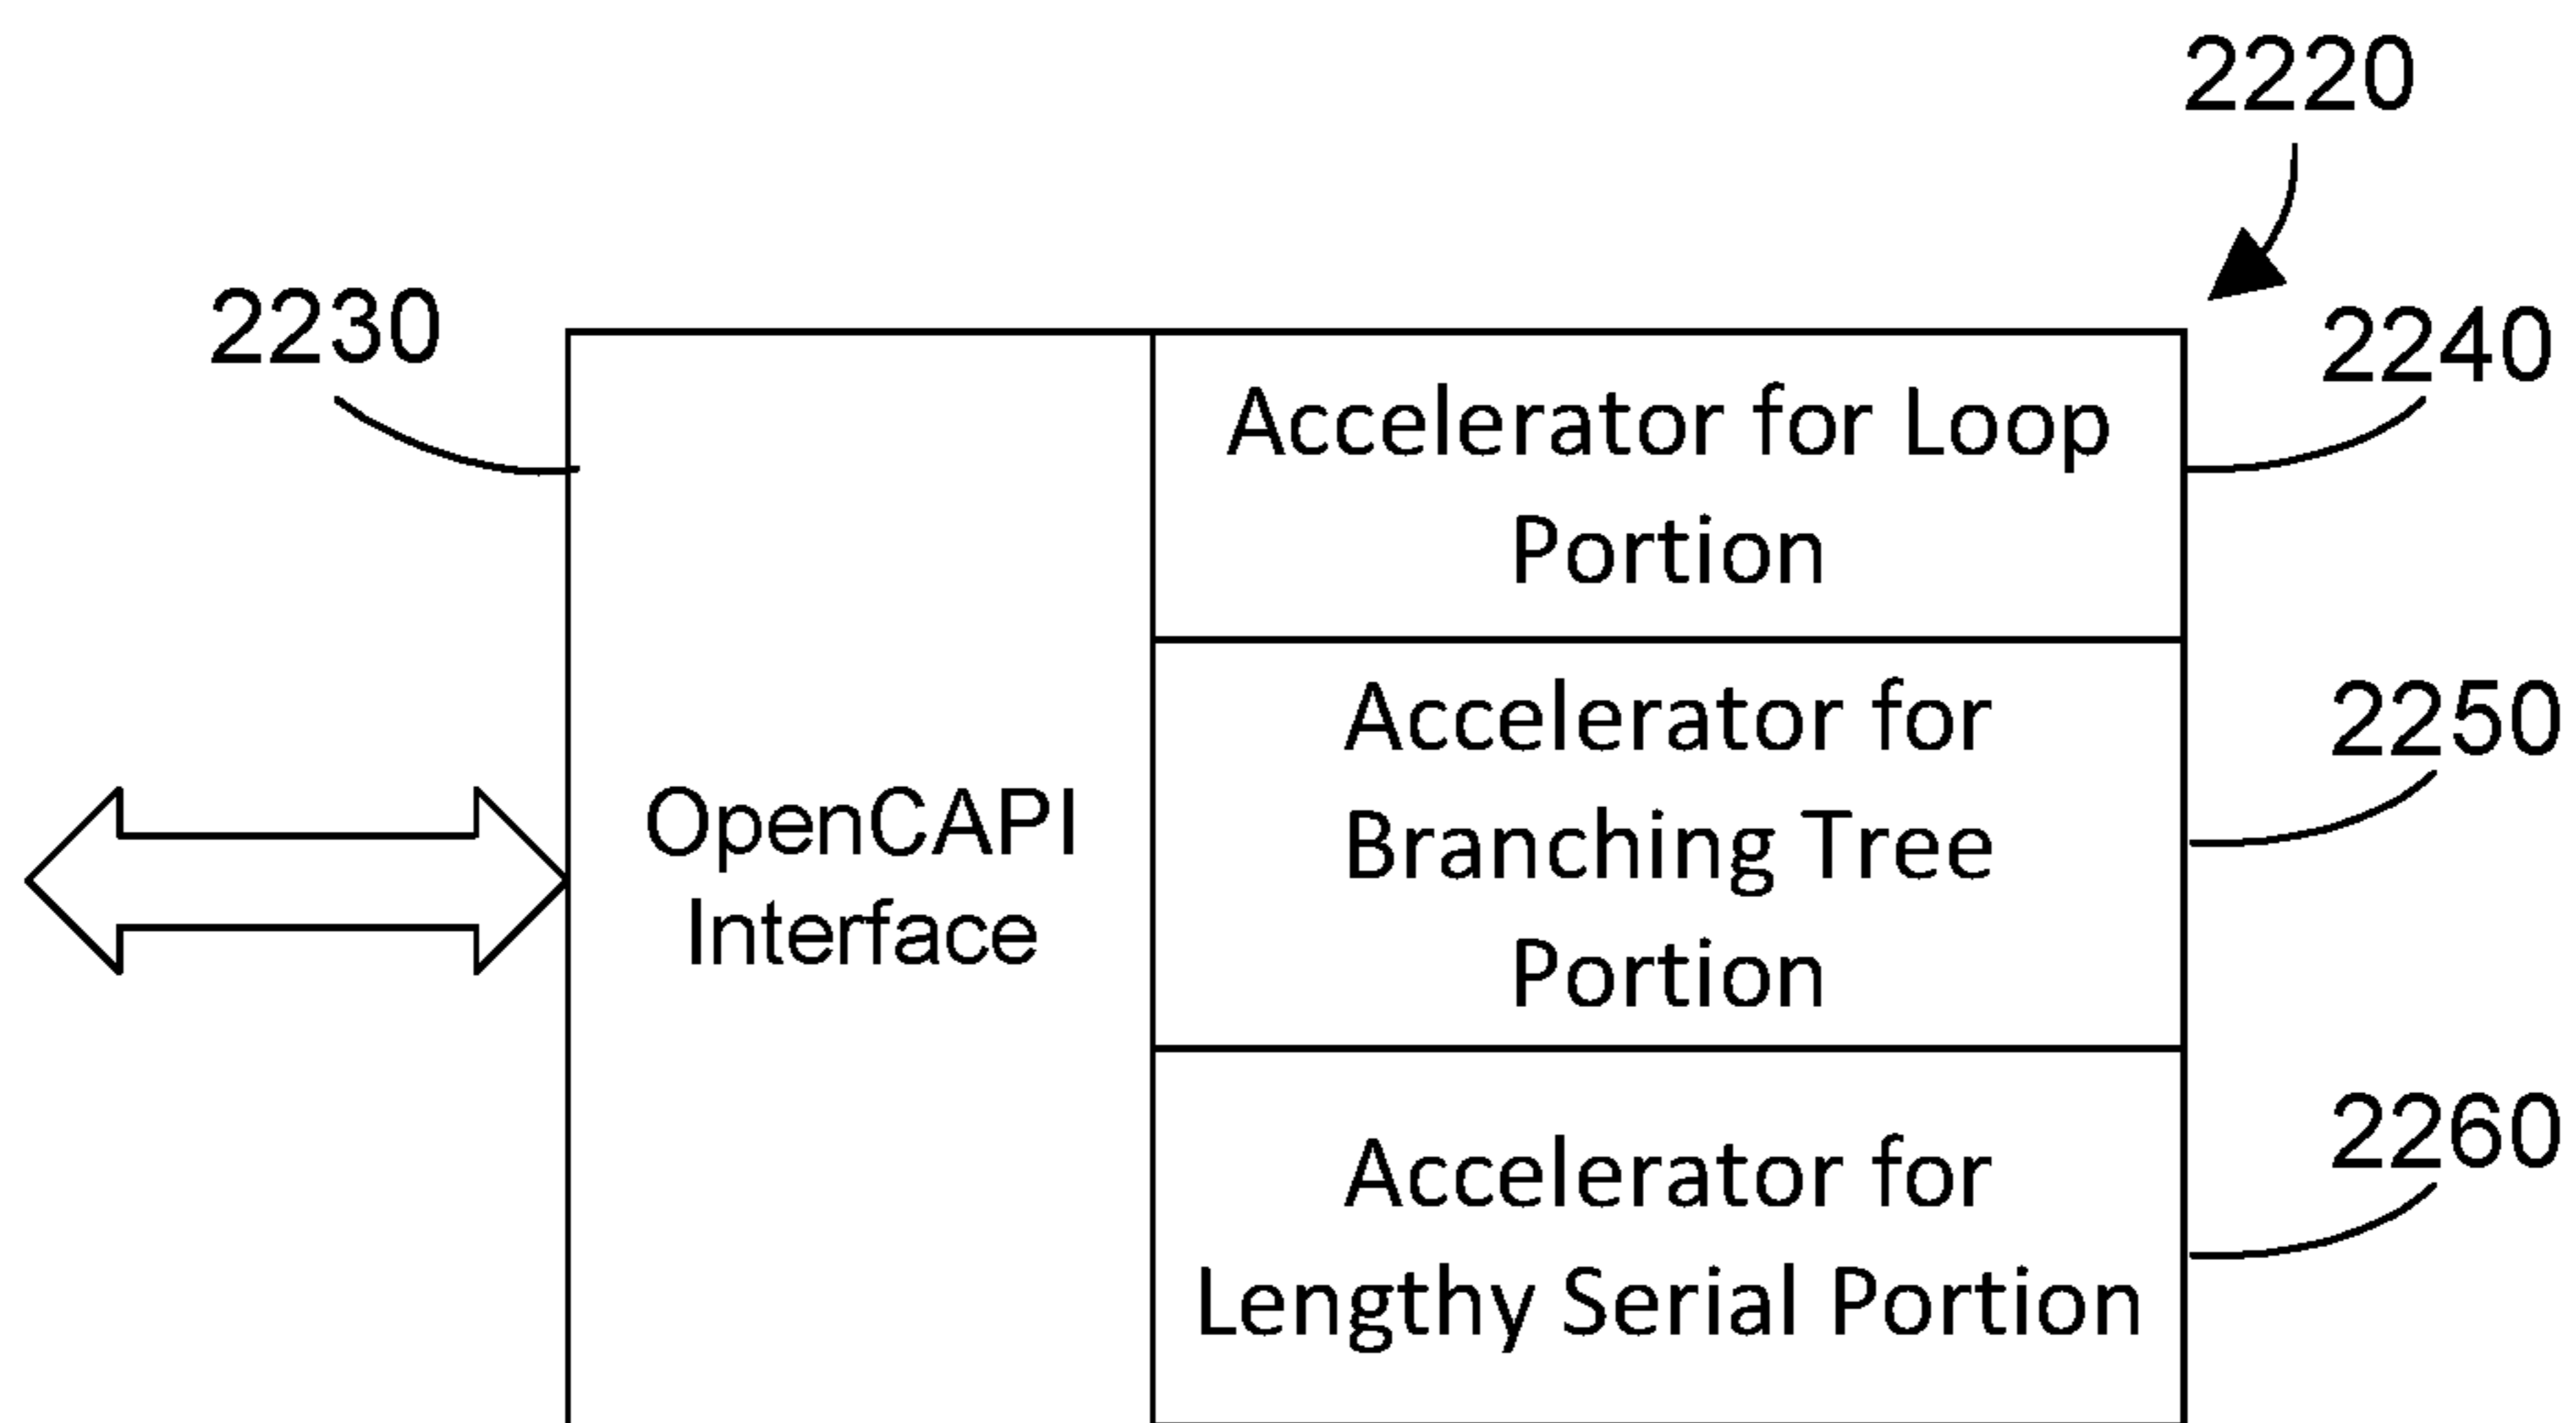 2220
2230
2240
Accelerator for Loop
Portion
2250
Accelerator for
Branching Tree
Portion
OpenCAPI
Interface
2260
Accelerator for
Lengthy Serial Portion